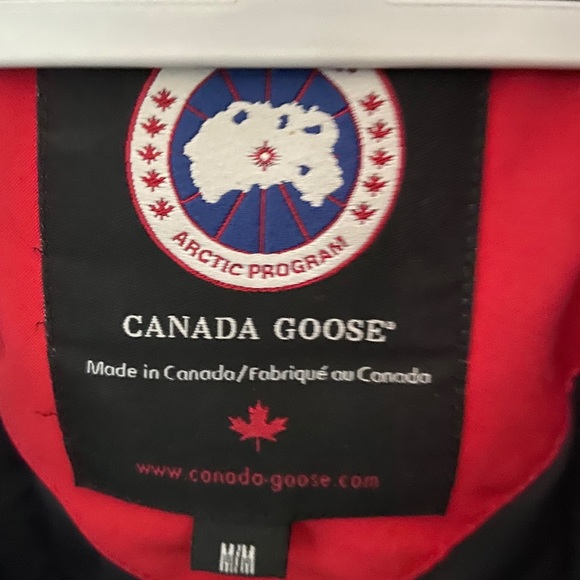 ARCTIC PROGRAM
CANADA GOOSE®
Made in Canada/Fabriqué au Canada
www.canada-goose.com
M/M